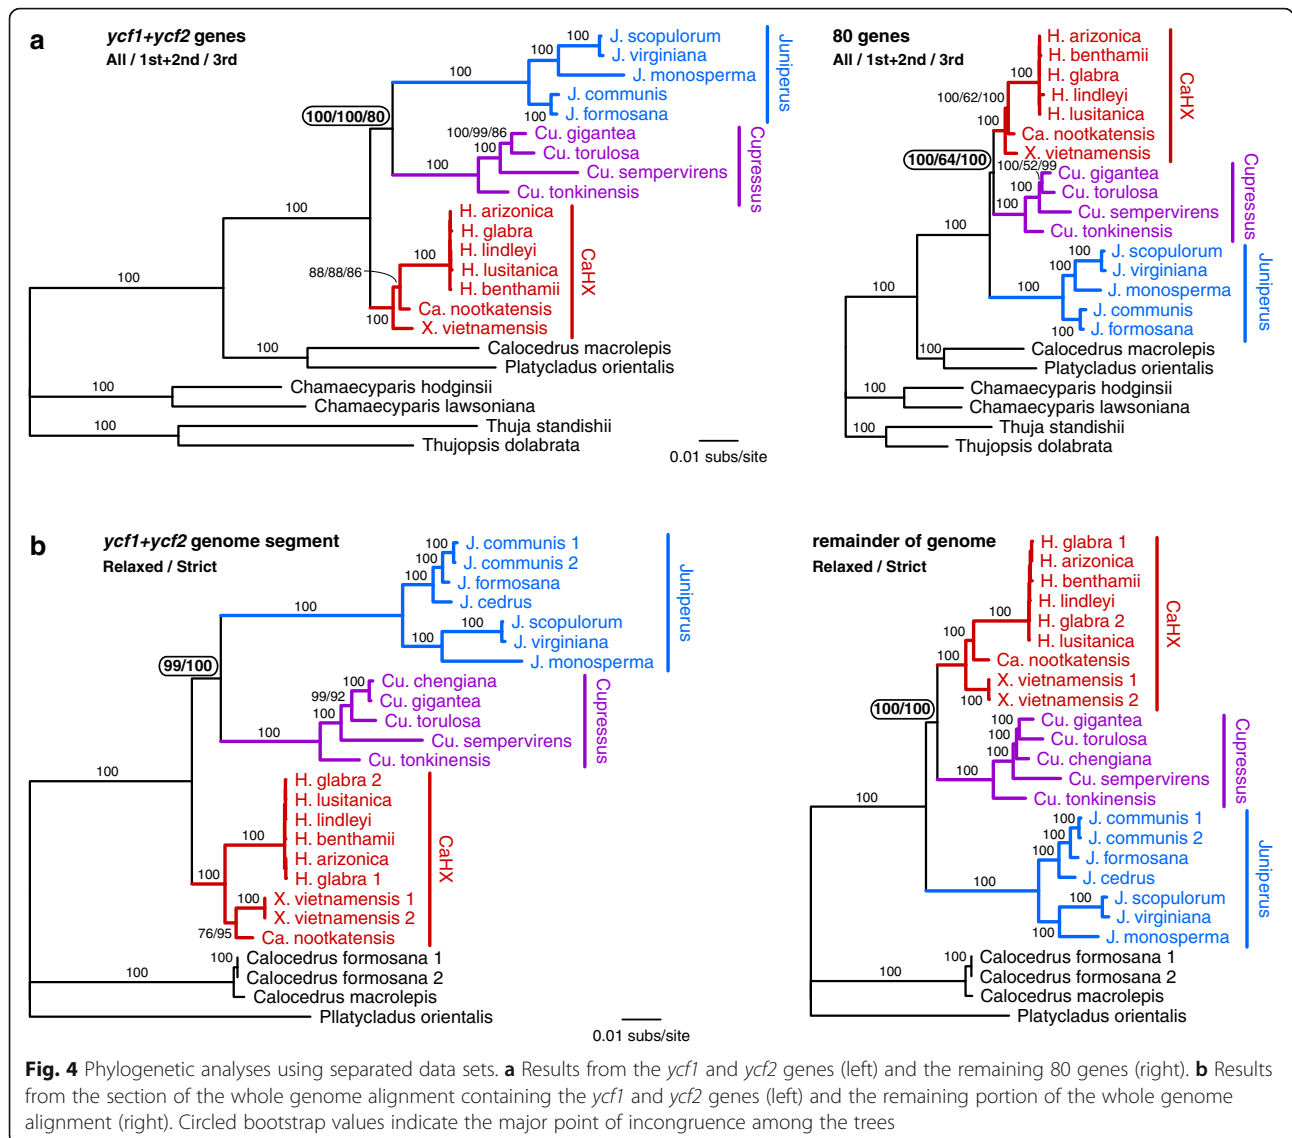 a
ycf1+ycf2 genes
All / 1st+2nd / 3rd
100
J. scopulorum
100
J. virginiana
100
J. monosperma
100
J. communis
100
J. formosana
Juniperus
100/100/80
100/99/86
Cu. gigantea
100
Cu. torulosa
100
Cu. sempervirens
Cu. tonkinensis
Cupressus
100
H. arizonica
H. glabra
H. lindleyi
100
H. lusitanica
88/88/86
H. benthamii
Ca. nootkatensis
100
X. vietnamensis
CaHX
100
100
Calocedrus macrolepis
Platycladus orientalis
100
Chamaecyparis hodginsii
Chamaecyparis lawsoniana
100
Thuja standishii
Thujopsis dolabrata
0.01 subs/site
80 genes
All / 1st+2nd / 3rd
H. arizonica
H. benthamii
100
H. glabra
100/62/100
H. lindleyi
H. lusitanica
100
Ca. nootkatensis
X. vietnamensis
CaHX
100/64/100
100/52/99
Cu. gigantea
100
Cu. torulosa
100
Cu. sempervirens
Cu. tonkinensis
Cupressus
100
J. scopulorum
100
J. virginiana
100
J. monosperma
100
J. communis
100
J. formosana
Juniperus
100
100
Calocedrus macrolepis
Platycladus orientalis
100
Chamaecyparis hodginsii
Chamaecyparis lawsoniana
100
Thuja standishii
Thujopsis dolabrata
b
ycf1+ycf2 genome segment
Relaxed / Strict
100
J. communis 1
100
J. communis 2
100
J. formosana
J. cedrus
100
100
J. scopulorum
100
J. virginiana
J. monosperma
Juniperus
99/100
100
Cu. chengiana
99/92
Cu. gigantea
100
Cu. torulosa
100
Cu. sempervirens
Cu. tonkinensis
Cupressus
100
H. glabra 2
H. lusitanica
H. lindleyi
100
H. benthamii
H. arizonica
H. glabra 1
100
100
X. vietnamensis 1
X. vietnamensis 2
76/95
Ca. nootkatensis
CaHX
100
100
Calocedrus formosana 1
Calocedrus formosana 2
Calocedrus macrolepis
Pllatycladus orientalis
0.01 subs/site
remainder of genome
Relaxed / Strict
H. glabra 1
H. arizonica
H. benthamii
100
H. lindleyi
H. glabra 2
100
H. lusitanica
Ca. nootkatensis
100
100
X. vietnamensis 1
X. vietnamensis 2
CaHX
100/100
100
Cu. gigantea
100
Cu. torulosa
100
Cu. chengiana
100
Cu. sempervirens
100
Cu. tonkinensis
Cupressus
100
100
J. communis 1
100
J. communis 2
100
J. formosana
J. cedrus
100
100
J. scopulorum
J. virginiana
100
J. monosperma
Juniperus
100
100
Calocedrus formosana 1
Calocedrus formosana 2
Calocedrus macrolepis
Platycladus orientalis
Fig. 4 Phylogenetic analyses using separated data sets. a Results from the ycf1 and ycf2 genes (left) and the remaining 80 genes (right). b Results
from the section of the whole genome alignment containing the ycf1 and ycf2 genes (left) and the remaining portion of the whole genome
alignment (right). Circled bootstrap values indicate the major point of incongruence among the trees